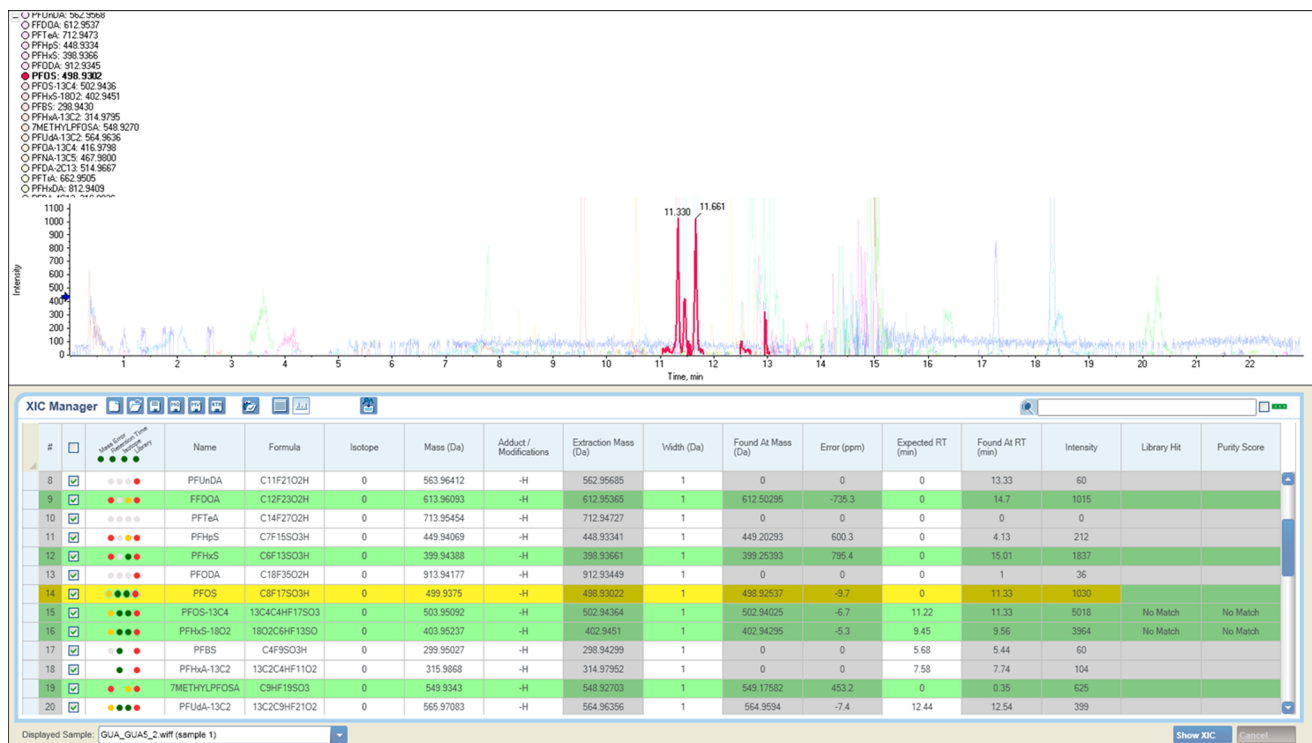 PFUnDA: 562.9568
FFDOA: 612.9537
PFTeA: 712.9473
PFHpS: 448.9334
PFHxS: 398.9366
PFODA: 912.9345
PFOS: 498.9302
PFOS-13C4: 502.9436
PFHxS-18O2: 402.9451
PFBS: 298.9430
PFHxA-13C2: 314.9795
7METHYLPFOSA: 548.9270
PFUdA-13C2: 564.9636
PFOA-13C4: 416.9798
PFNA-13C5: 467.9800
PFDA-2C13: 514.9667
PFTrA: 662.9505
PFHxDA: 812.9409
1100
1000
900
800
700
600
500
400
300
200
100
0
Intensity
11.330 11.661
1 2 3 4 5 6 7 8 9 10 11 12 13 14 15 16 17 18 19 20 21 22
Time, min
XIC Manager
# Mass Error Retention Time Isotope Library Name Formula Isotope Mass (Da) Adduct / Modifications Extraction Mass (Da) Width (Da) Found At Mass (Da) Error (ppm) Expected RT (min) Found At RT (min) Intensity Library Hit Purity Score
8 PFUnDA C11F21O2H 0 563.96412 -H 562.95685 1 0 0 0 13.33 60
9 FFDOA C12F23O2H 0 613.96093 -H 612.95365 1 612.50295 -735.3 0 14.7 1015
10 PFTeA C14F27O2H 0 713.95454 -H 712.94727 1 0 0 0 0 0
11 PFHpS C7F15SO3H 0 449.94069 -H 448.93341 1 449.20293 600.3 0 4.13 212
12 PFHxS C6F13SO3H 0 399.94388 -H 398.93661 1 399.25393 795.4 0 15.01 1837
13 PFODA C18F35O2H 0 913.94177 -H 912.93449 1 0 0 0 1 36
14 PFOS C8F17SO3H 0 499.9375 -H 498.93022 1 498.92537 -9.7 0 11.33 1030
15 PFOS-13C4 13C4C4HF17SO3 0 503.95092 -H 502.94364 1 502.94025 -6.7 11.22 11.33 5018 No Match No Match
16 PFHxS-18O2 18O2C6HF13SO 0 403.95237 -H 402.9451 1 402.94295 -5.3 9.45 9.56 3964 No Match No Match
17 PFBS C4F9SO3H 0 299.95027 -H 298.94299 1 0 0 5.68 5.44 60
18 PFHxA-13C2 13C2C4HF11O2 0 315.9868 -H 314.97952 1 0 0 7.58 7.74 104
19 7METHYLPFOSA C9HF19SO3 0 549.9343 -H 548.92703 1 549.17582 453.2 0 0.35 625
20 PFUdA-13C2 13C2C9HF21O2 0 565.97083 -H 564.96356 1 564.9594 -7.4 12.44 12.54 399
Displayed Sample: GUA_GUA5_2.wiff (sample 1) Show XIC Cancel